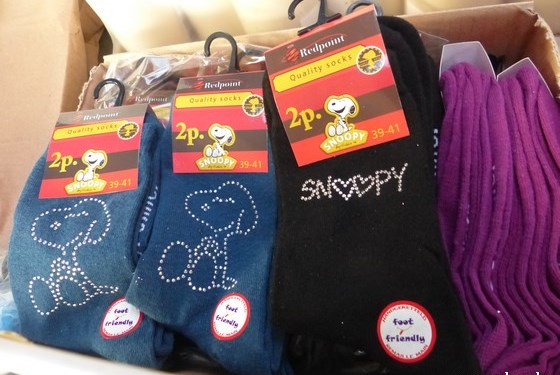 Redpoint
Quality socks
2p.
SNOOPY
39-41
foot
friendly
Redpoint
Quality socks
2p.
SNOOPY
39-41
foot
friendly
Redpoint
Quality socks
2p.
SNOOPY
39-41
SNOOPY
foot
friendly